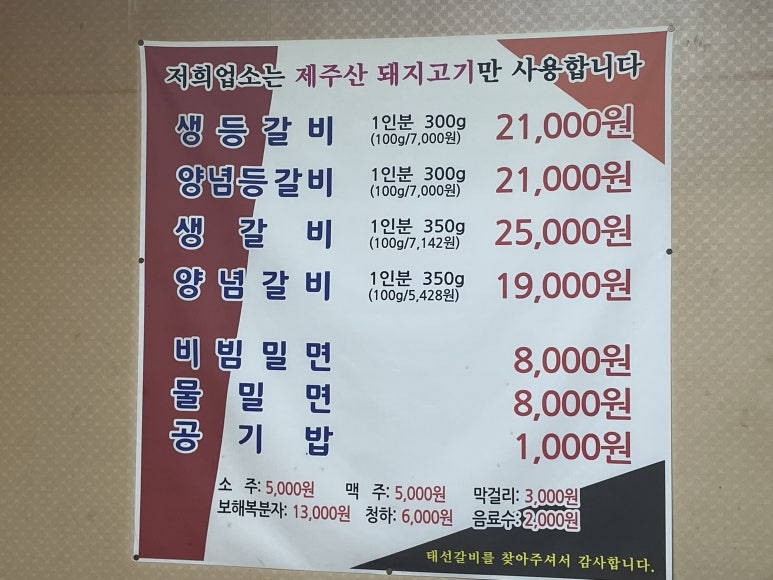 저희업소는 제주산 돼지고기만 사용합니다
생등갈비 1인분 300g 21,000원
(100g/7,000원)
양념등갈비 1인분 300g 21,000원
(100g/7,000원)
생갈비 1인분 350g 25,000원
(100g/7,142원)
양념갈비 1인분 350g 19,000원
(100g/5,428원)
비빔밀면 8,000원
물밀면 8,000원
공기밥 1,000원
소 주: 5,000원 맥 주: 5,000원 막걸리: 3,000원
보해복분자: 13,000원 청하: 6,000원 음료수: 2,000원
태선갈비를 찾아주셔서 감사합니다.